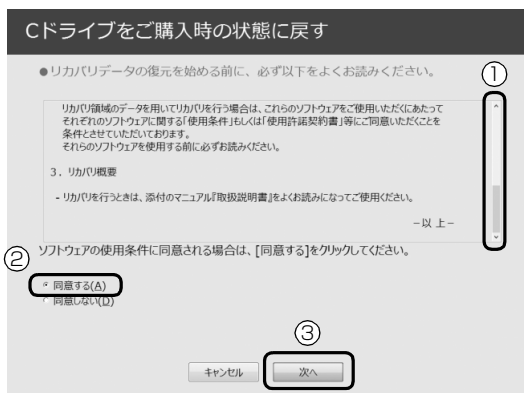 Cドライブをご購入時の状態に戻す
●リカバリデータの復元を始める前に、必ず以下をよくお読みください。
①
リカバリ領域のデータを用いてリカバリを行う場合は、これらのソフトウェアをご使用いただくにあたって
それぞれのソフトウェアに関する「使用条件」もしくは「使用許諾契約書」等にご同意いただくことを
条件とさせていただいております。
それらのソフトウェアを使用する前に必ずお読みください。
3. リカバリ概要
- リカバリを行うときは、添付のマニュアル『取扱説明書』をよくお読みになってご使用ください。
－以 上－
ソフトウェアの使用条件に同意される場合は、[同意する]をクリックしてください。
②
同意する(A)
同意しない(D)
③
キャンセル
次へ